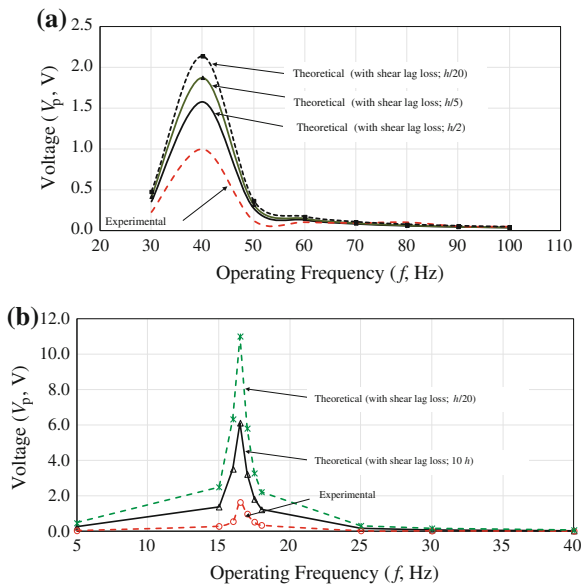 (a)
2.5
2.0
1.5
1.0
0.5
0.0
Voltage (Vp, V)
Theoretical (with shear lag loss; h/20)
Theoretical (with shear lag loss; h/5)
Theoretical (with shear lag loss; h/2)
Experimental
20 30 40 50 60 70 80 90 100 110
Operating Frequency (f, Hz)
(b)
12.0
10.0
8.0
6.0
4.0
2.0
0.0
Voltage (Vp, V)
Theoretical (with shear lag loss; h/20)
Theoretical (with shear lag loss; 10 h)
Experimental
5 10 15 20 25 30 35 40
Operating Frequency (f, Hz)